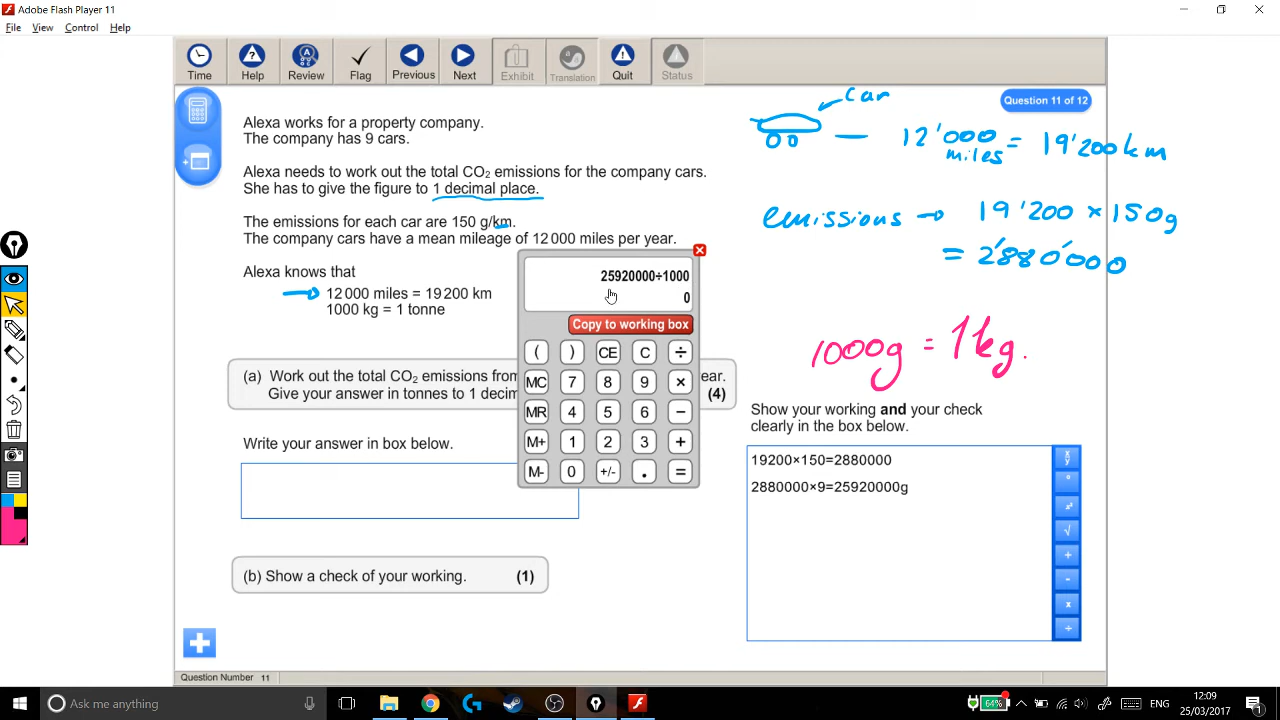 Adobe Flash Player 11
File View Control Help
Time Help Review Flag Previous Next Exhibit Translation Quit Status
Question 11 of 12
Alexa works for a property company.
The company has 9 cars.
Alexa needs to work out the total CO₂ emissions for the company cars.
She has to give the figure to 1 decimal place.
The emissions for each car are 150 g/km.
The company cars have a mean mileage of 12 000 miles per year.
Alexa knows that
12 000 miles = 19 200 km
1000 kg = 1 tonne
(a) Work out the total CO₂ emissions from
ear.
Give your answer in tonnes to 1 decim
(4)
Write your answer in box below.
(b) Show a check of your working. (1)
Question Number 11
25920000÷1000
0
Copy to working box
( ) CE C ÷
MC 7 8 9 ×
MR 4 5 6 −
M+ 1 2 3 +
M- 0 +/- . =
car
12'000 miles = 19'200km
emissions → 19'200 × 150g
= 2'880'000
1000g = 1kg.
Show your working and your check
clearly in the box below.
19200×150=2880000
2880000×9=25920000g
x/y
°
x²
√
+
-
x
÷
Ask me anything
64%
ENG
12:09
25/03/2017
1